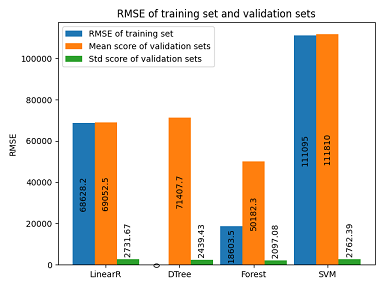 RMSE of training set and validation sets
RMSE of training set
Mean score of validation sets
Std score of validation sets
RMSE
100000
80000
60000
40000
20000
0
68628.2
69052.5
2731.67
0
71407.7
2439.43
18603.5
50182.3
2097.08
111095
111810
2762.39
LinearR
DTree
Forest
SVM